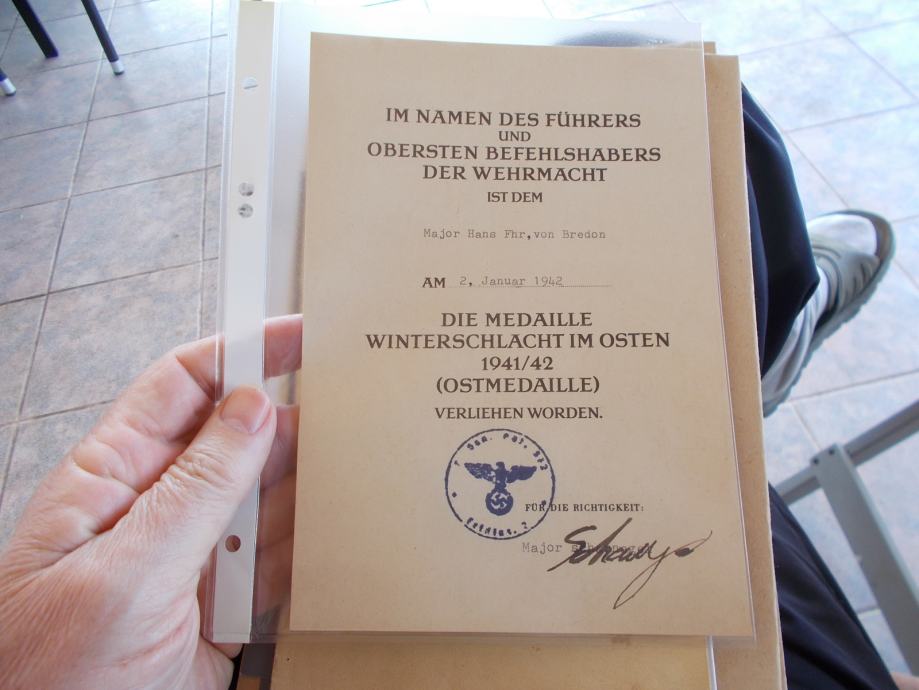 IM NAMEN DES FÜHRERS
UND
OBERSTEN BEFEHLSHABERS
DER WEHRMACHT
IST DEM
Major Hans Fhr,von Bredon
AM 2, Januar 1942
DIE MEDAILLE
WINTERSCHLACHT IM OSTEN
1941/42
(OSTMEDAILLE)
VERLIEHEN WORDEN.
FÜR DIE RICHTIGKEIT:
Major